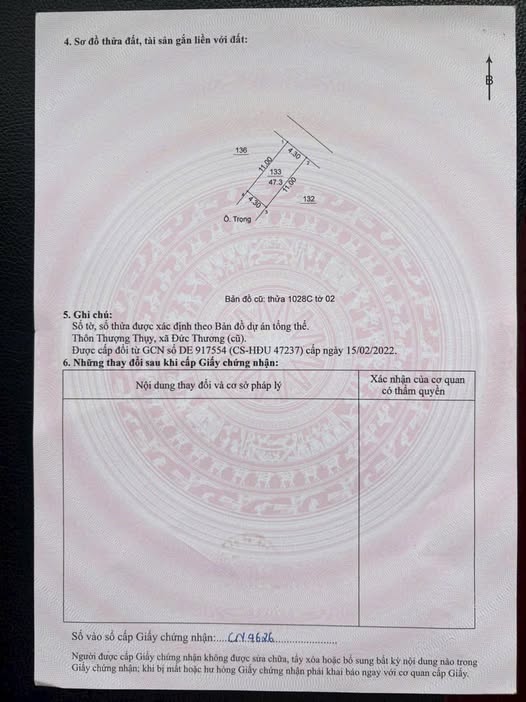 4. Sơ đồ thửa đất, tài sản gắn liền với đất:
B
136
1
4.30
2
11.00
133
47.3
11.00
132
4
4.30
3
Ô. Trọng
Bản đồ cũ: thửa 1028C tờ 02
5. Ghi chú:
Số tờ, số thửa được xác định theo Bản đồ dự án tổng thể.
Thôn Thượng Thụy, xã Đức Thượng (cũ).
Được cấp đổi từ GCN số DE 917554 (CS-HĐU 47237) cấp ngày 15/02/2022.
6. Những thay đổi sau khi cấp Giấy chứng nhận:
Nội dung thay đổi và cơ sở pháp lý
Xác nhận của cơ quan
có thẩm quyền
Số vào sổ cấp Giấy chứng nhận:....CN.9626....................
Người được cấp Giấy chứng nhận không được sửa chữa, tẩy xóa hoặc bổ sung bất kỳ nội dung nào trong
Giấy chứng nhận; khi bị mất hoặc hư hỏng Giấy chứng nhận phải khai báo ngay với cơ quan cấp Giấy.